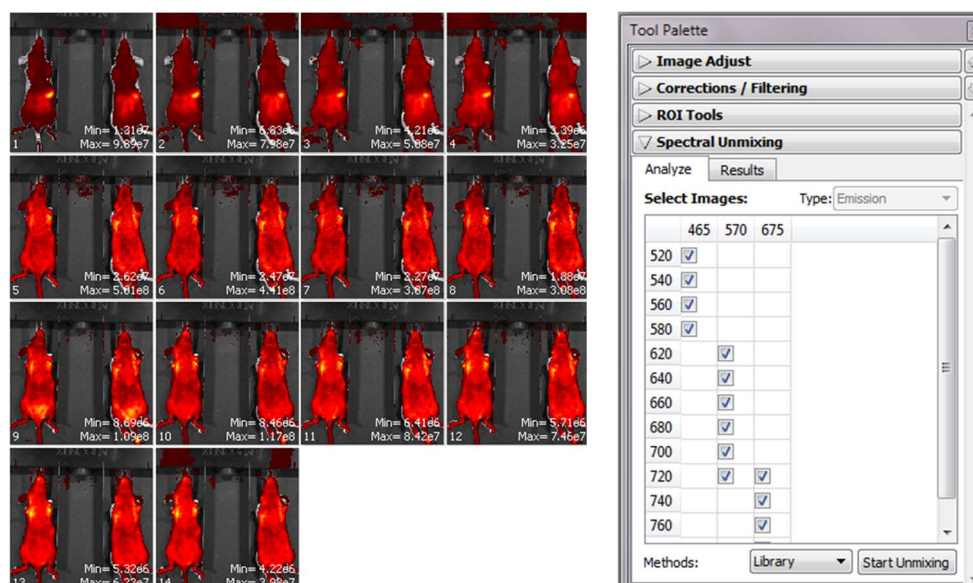 Min= 1.31e7
1 Max= 9.89e7
Min= 6.83e6
2 Max= 7.98e7
Min= 4.21e6
3 Max= 5.08e7
Min= 3.39e6
4 Max= 3.25e7
Min= 2.62e7
5 Max= 5.01e8
Min= 2.47e7
6 Max= 4.41e8
Min= 2.27e7
7 Max= 3.87e8
Min= 1.88e7
8 Max= 3.08e8
Min= 8.69e6
9 Max= 1.09e8
Min= 8.46e6
10 Max= 1.17e8
Min= 6.41e6
11 Max= 8.42e7
Min= 5.71e6
12 Max= 7.46e7
Min= 5.32e6
13 Max=
Min= 4.22e6
14 Max=
Tool Palette
Image Adjust
Corrections / Filtering
ROI Tools
Spectral Unmixing
Analyze Results
Select Images: Type: Emission
465 570 675
520
540
560
580
620
640
660
680
700
720
740
760
Methods: Library Start Unmixing